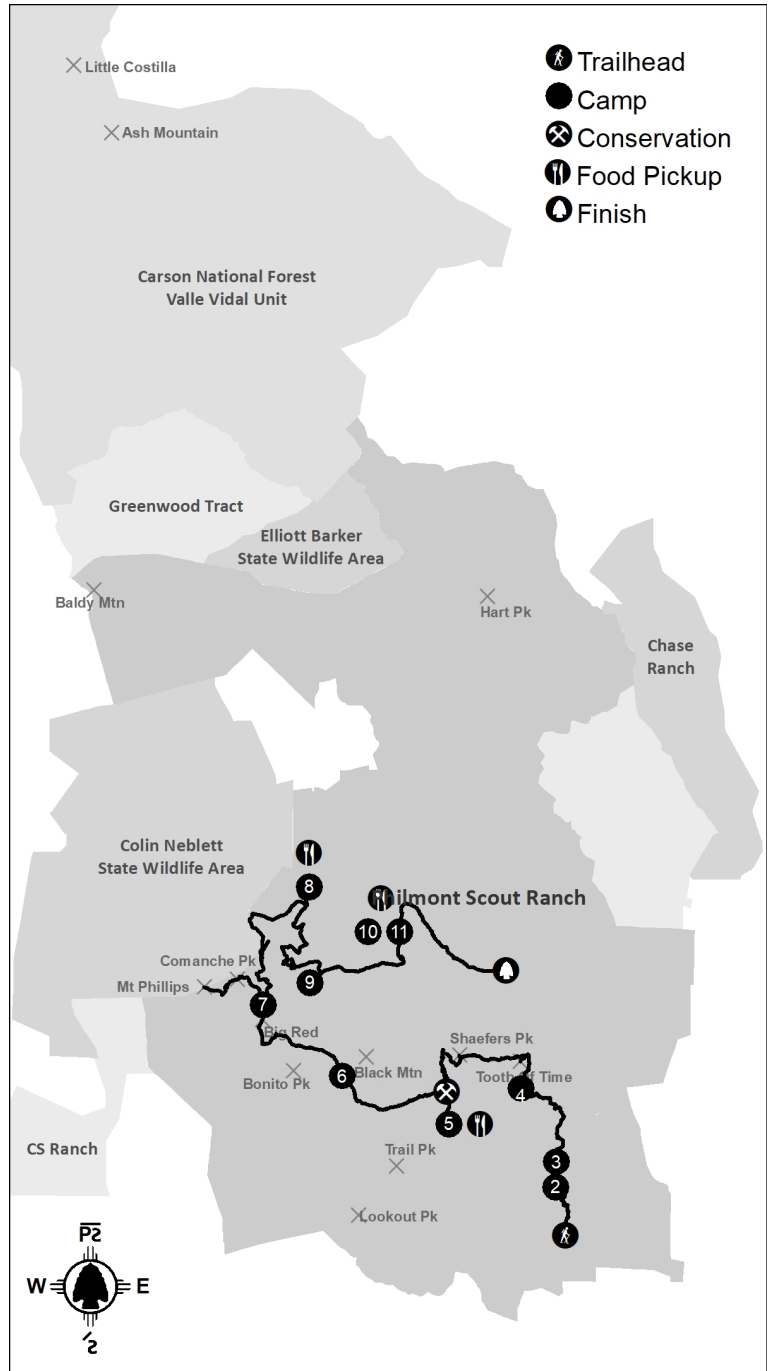 Little Costilla
Trailhead
Camp
Ash Mountain
Conservation
Food Pickup
Finish
Carson National Forest
Valle Vidal Unit
Greenwood Tract
Elliott Barker
State Wildlife Area
Baldy Mtn
Hart Pk
Chase
Ranch
Colin Neblett
State Wildlife Area
8
Philmont Scout Ranch
10
11
Comanche Pk
Mt Phillips
9
7
Big Red
Shaefers Pk
Black Mtn
Bonito Pk
6
Tooth of Time
4
5
CS Ranch
Trail Pk
3
2
Lookout Pk
W
E